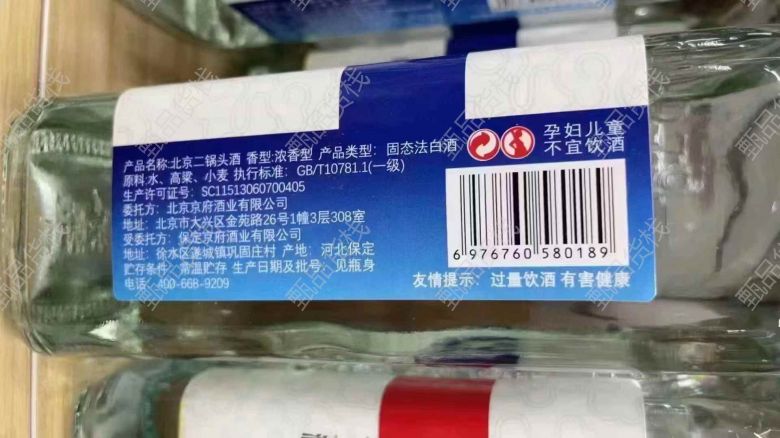 产品名称:北京二锅头酒 香型:浓香型 产品类型: 固态法白酒
原料:水、高粱、小麦 执行标准: GB/T10781.1(一级)
生产许可证号: SC11513060700405
委托方: 北京京府酒业有限公司
地址: 北京市大兴区金苑路26号1幢3层308室
受委托方: 保定京府酒业有限公司
地址: 徐水区遂城镇巩固庄村 产地: 河北保定
贮存条件: 常温贮存 生产日期及批号: 见瓶身
电话: 400-668-9209
孕妇儿童
不宜饮酒
6 976760 580189
友情提示: 过量饮酒 有害健康
甄品货栈